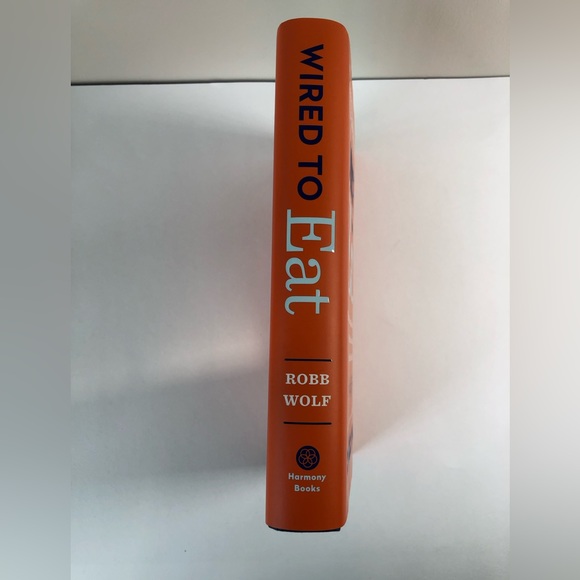 WIRED TO
Eat
ROBB
WOLF
Harmony
Books